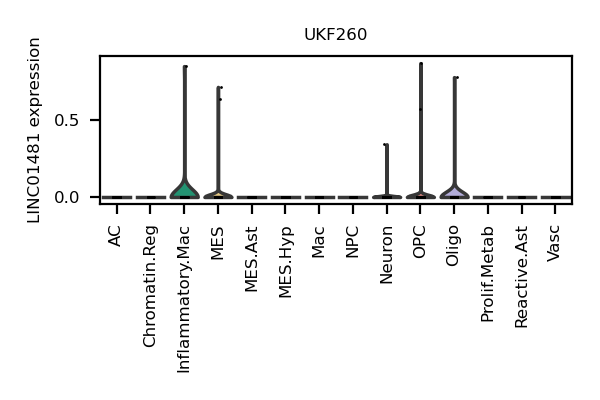 UKF260
LINC01481 expression
0.5
0.0
AC
Chromatin.Reg
Inflammatory.Mac
MES
MES.Ast
MES.Hyp
Mac
NPC
Neuron
OPC
Oligo
Prolif.Metab
Reactive.Ast
Vasc